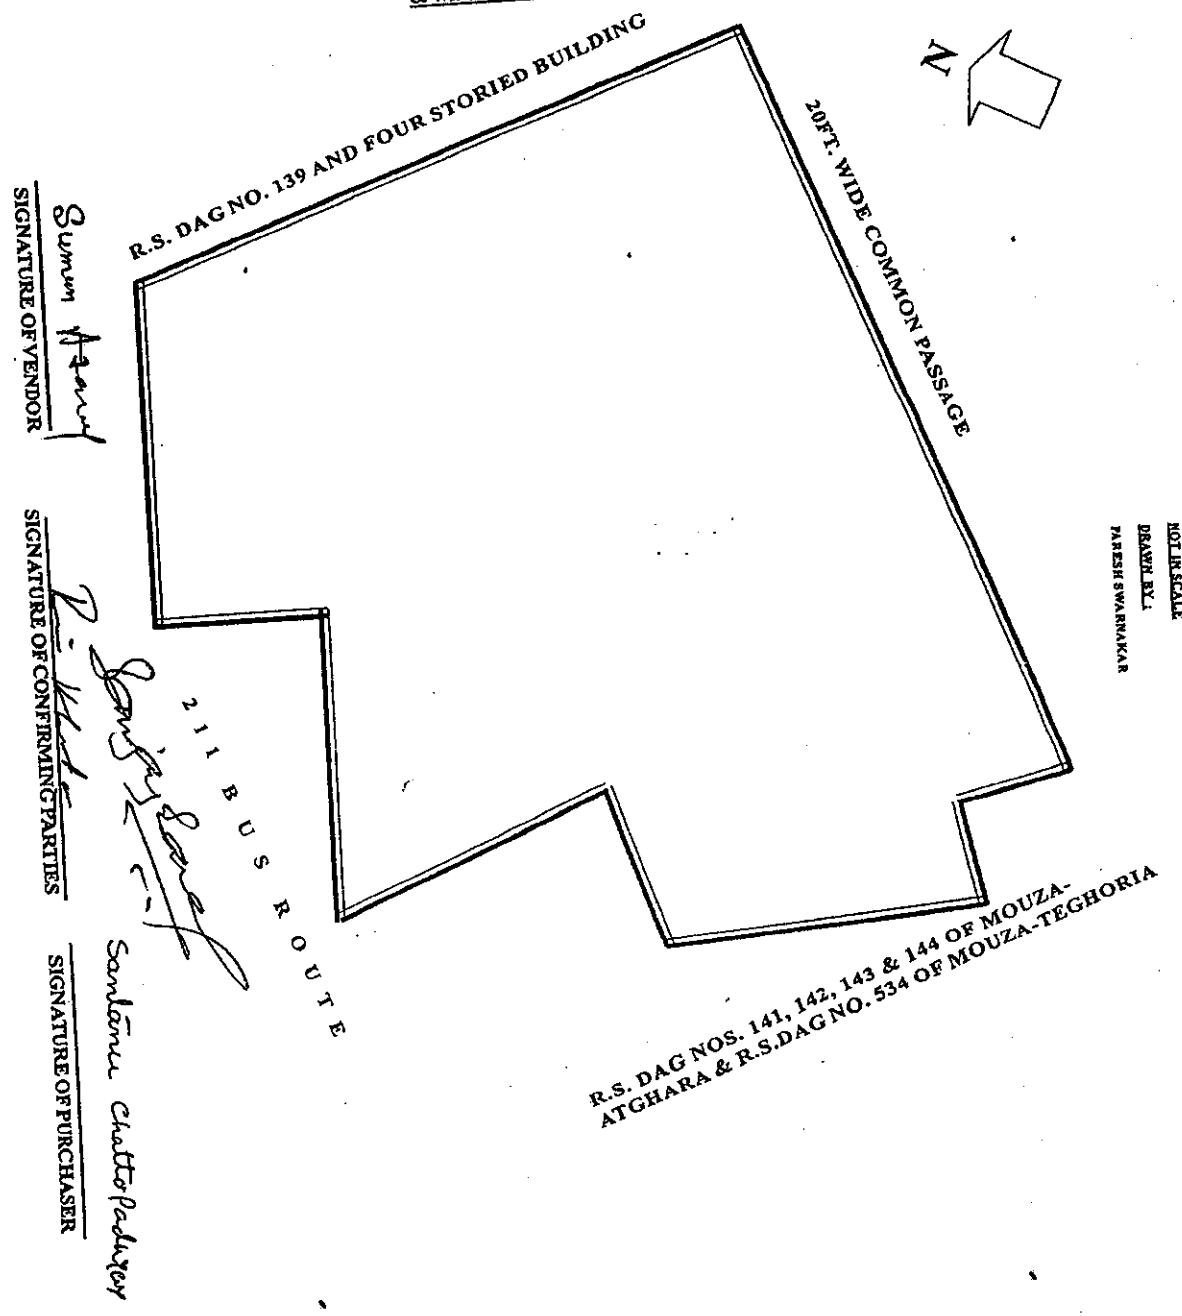 N
R.S. DAG NO. 139 AND FOUR STORIED BUILDING
20FT. WIDE COMMON PASSAGE
NOT IN SCALE
DRAWN BY :
PARESH SWARNAKAR
211 BUS ROUTE
R.S. DAG NOS. 141, 142, 143 & 144 OF MOUZA-
ATGHARA & R.S.DAG NO. 534 OF MOUZA-TEGHORIA
SIGNATURE OF VENDOR
SIGNATURE OF CONFIRMING PARTIES
Santanu Chattopadhyay
SIGNATURE OF PURCHASER